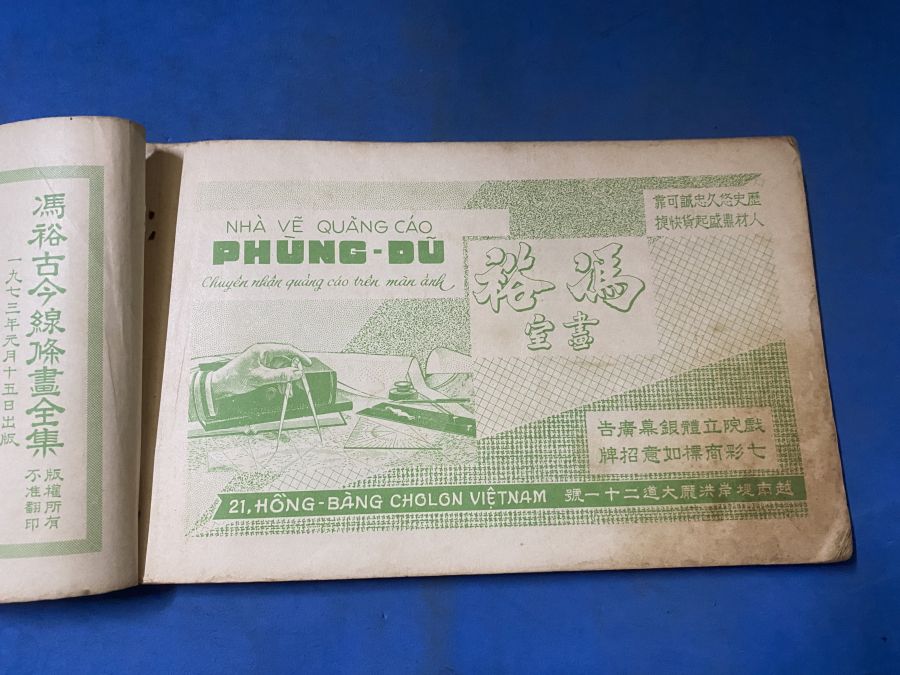 馮裕古今線條畫全集
版權所有
不准翻印
一九七三年元月十五日出版
NHÀ VẼ QUẢNG CÁO
PHÙNG-DŨ
Chuyên nhận quảng cáo trên màn ảnh
歷史悠久忠誠可靠
人材鼎盛起貨快捷
馮裕
畫室
戲院立體銀幕廣告
七彩商標如意招牌
21, HỒNG-BÀNG CHOLON VIỆTNAM
越南堤岸洪龐大道二十一號